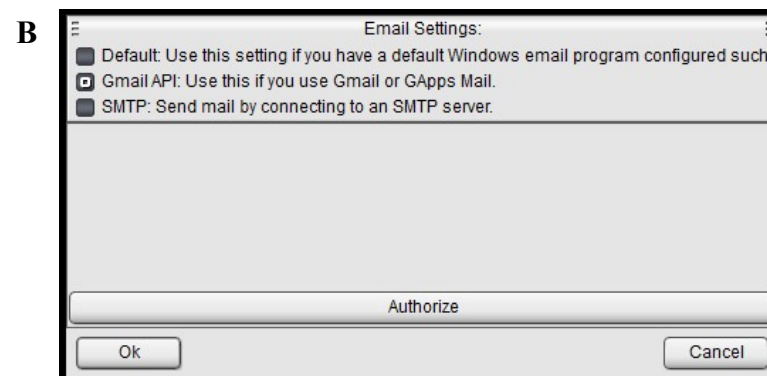 B
Email Settings:
Default: Use this setting if you have a default Windows email program configured such
Gmail API: Use this if you use Gmail or GApps Mail.
SMTP: Send mail by connecting to an SMTP server.
Authorize
Ok Cancel